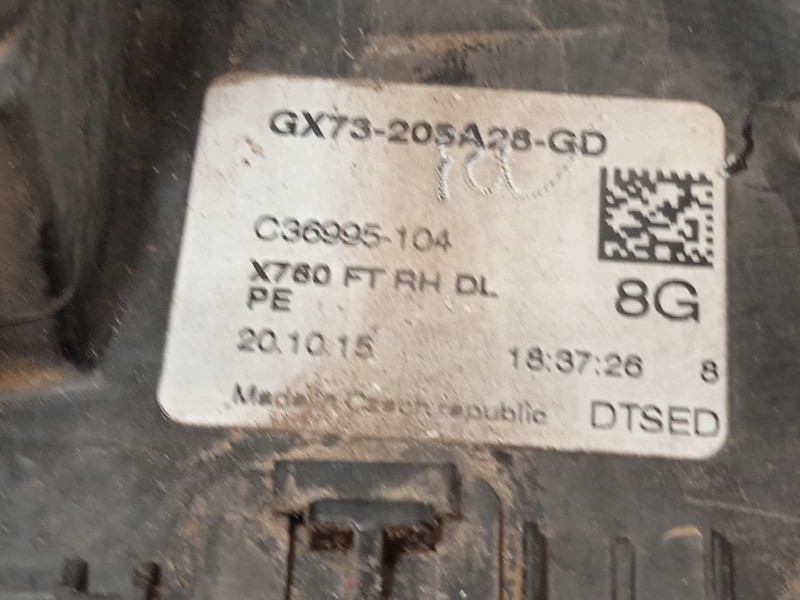 GX73-205A28-GD
C36995-104
X760 FT RH DL
PE
8G
20.10.15 18:37:26 8
Made in Czech republic DTSED